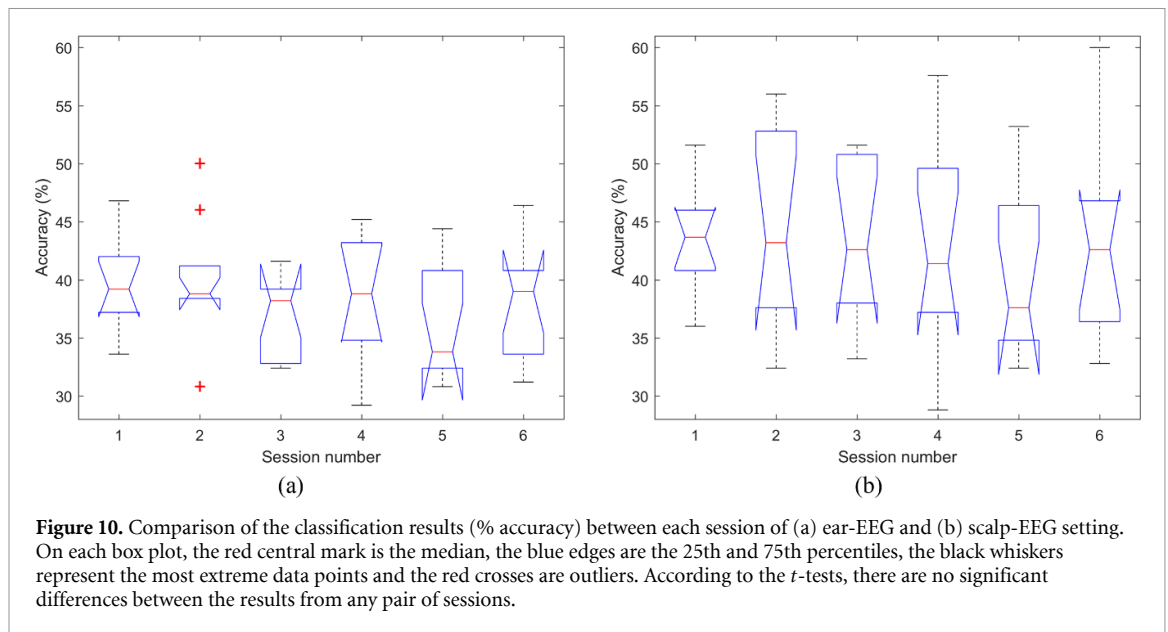 60
55
50
45
40
35
30
Accuracy (%)
1 2 3 4 5 6
Session number
(a)
60
55
50
45
40
35
30
Accuracy (%)
1 2 3 4 5 6
Session number
(b)
Figure 10. Comparison of the classification results (% accuracy) between each session of (a) ear-EEG and (b) scalp-EEG setting.
On each box plot, the red central mark is the median, the blue edges are the 25th and 75th percentiles, the black whiskers
represent the most extreme data points and the red crosses are outliers. According to the t-tests, there are no significant
differences between the results from any pair of sessions.